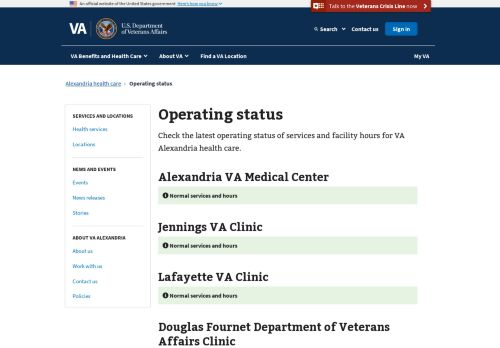 An official website of the United States government Here's how you know
Talk to the Veterans Crisis Line now
VA
U.S. Department
of Veterans Affairs
Search
Contact us
Sign in
VA Benefits and Health Care
About VA
Find a VA Location
My VA
Alexandria health care › Operating status
SERVICES AND LOCATIONS
Health services
Locations
NEWS AND EVENTS
Events
News releases
Stories
ABOUT VA ALEXANDRIA
About us
Work with us
Contact us
Policies
Operating status
Check the latest operating status of services and facility hours for VA
Alexandria health care.
Alexandria VA Medical Center
Normal services and hours
Jennings VA Clinic
Normal services and hours
Lafayette VA Clinic
Normal services and hours
Douglas Fournet Department of Veterans
Affairs Clinic